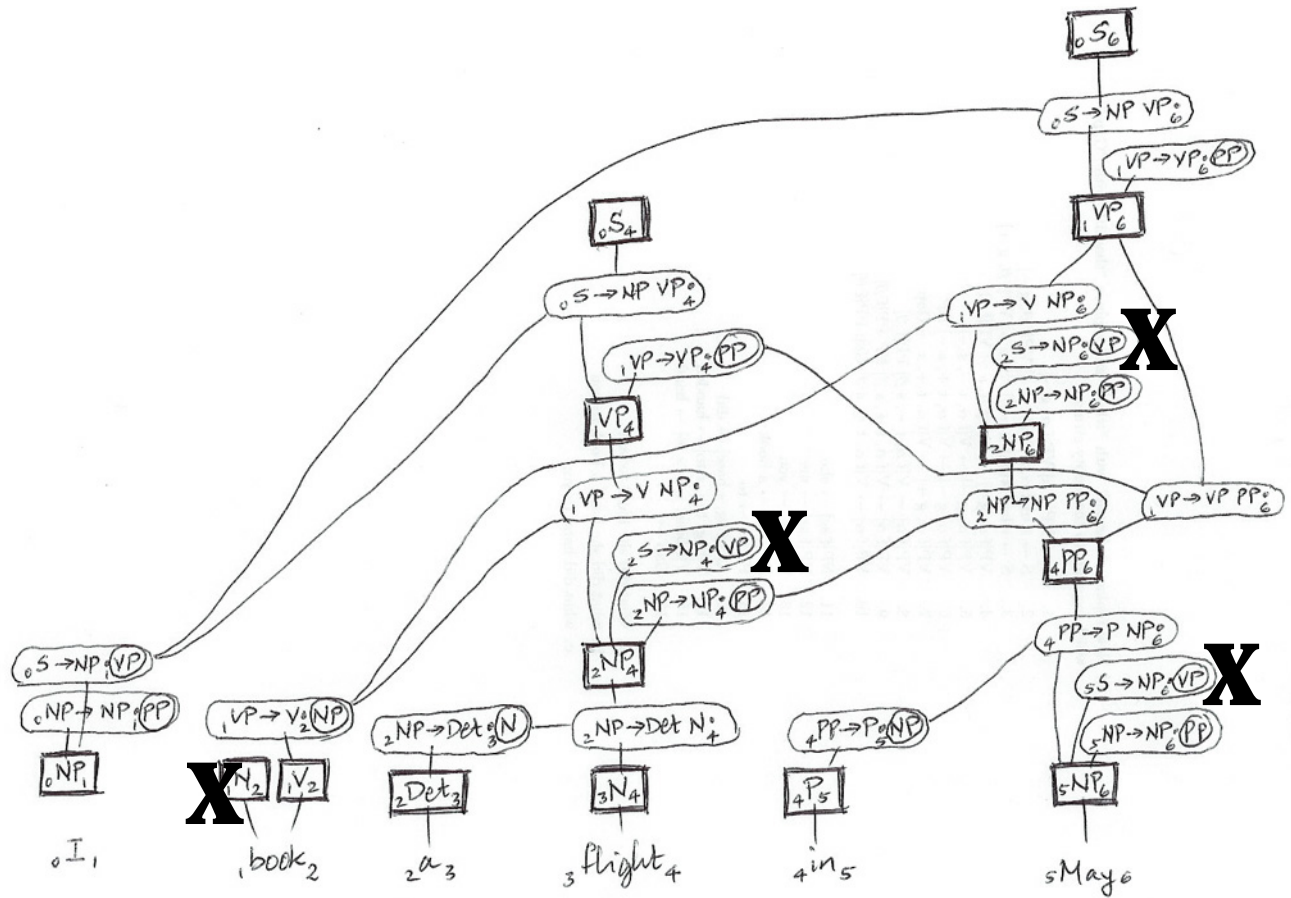 ₀S₆
₀S→NP VP•₆
₁VP→VP•₆ PP
₀S₄
₁VP₆
₀S→NP VP•₄
₁VP→V NP•₆
X
₂S→NP•₆ VP
₁VP→VP•₄ PP
₂NP→NP•₆ PP
₁VP₄
₂NP₆
₁VP→V NP•₄
₂NP→NP PP•₆
₁VP→VP PP•₆
X
₂S→NP•₄ VP
₄PP₆
₂NP→NP•₄ PP
₄PP→P NP•₆
₀S→NP•₁ VP
₂NP₄
X
₅S→NP•₆ VP
₀NP→NP•₁ PP
₁VP→V•₂ NP
₂NP→Det•₃ N
₂NP→Det N•₄
₄PP→P•₅ NP
₅NP→NP•₆ PP
₀NP₁
X
₁N₂
₁V₂
₂Det₃
₃N₄
₄P₅
₅NP₆
₀I₁ ₁book₂ ₂a₃ ₃flight₄ ₄in₅ ₅May₆